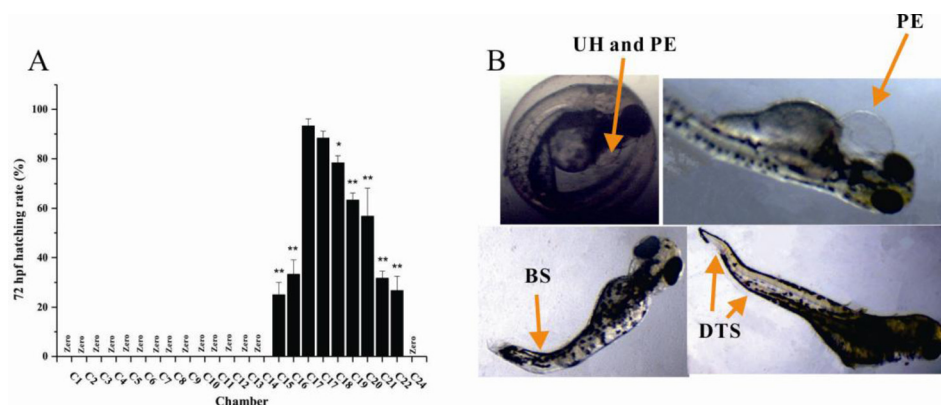 A
72 hpf hatching rate (%)
100
80
60
40
20
0
*
**
**
**
**
**
**
Zero Zero Zero Zero Zero Zero Zero Zero Zero Zero Zero Zero Zero Zero Zero
C1 C2 C3 C4 C5 C6 C7 C8 C9 C10 C11 C12 C13 C14 C15 C16 C17 C17 C18 C19 C20 C21 C22 C24
Chamber
B
UH and PE
PE
BS
DTS